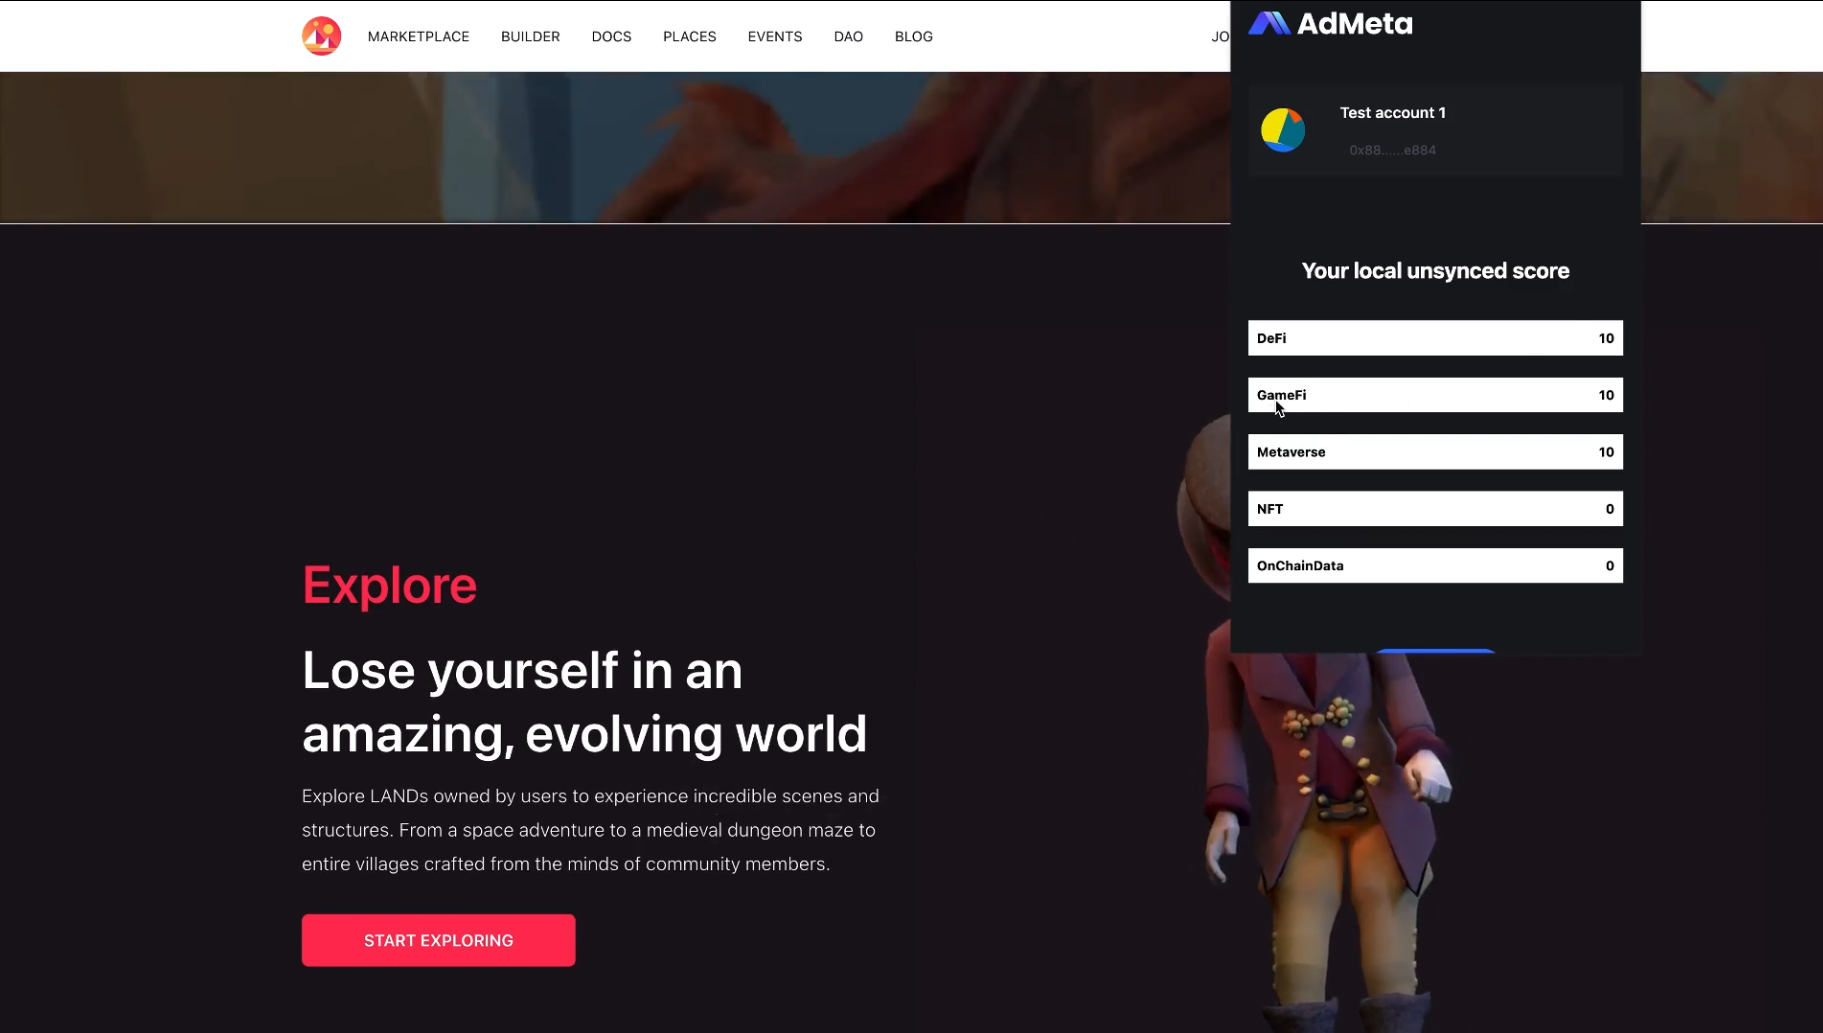 MARKETPLACE BUILDER DOCS PLACES EVENTS DAO BLOG JO
AdMeta
Test account 1
0x88......e884
Your local unsynced score
DeFi 10
GameFi 10
Metaverse 10
NFT 0
OnChainData 0
Explore
Lose yourself in an
amazing, evolving world
Explore LANDs owned by users to experience incredible scenes and
structures. From a space adventure to a medieval dungeon maze to
entire villages crafted from the minds of community members.
START EXPLORING